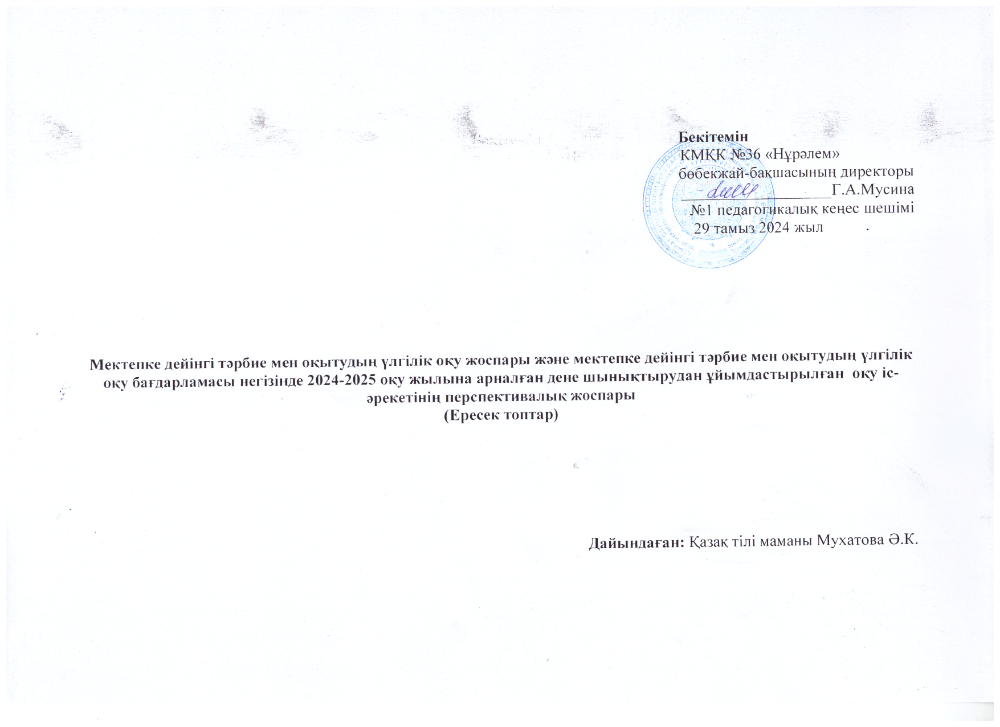 Бекітемін
КМҚК №36 «Нұрәлем»
бөбекжай-бақшасының директоры
Г.А.Мусина
№1 педагогикалық кеңес шешімі
29 тамыз 2024 жыл
Мектепке дейінгі тәрбие мен оқытудың үлгілік оқу жоспары және мектепке дейінгі тәрбие мен оқытудың үлгілік
оқу бағдарламасы негізінде 2024-2025 оқу жылына арналған дене шынықтырудан ұйымдастырылған оқу іс-
әрекетінің перспективалық жоспары
(Ересек топтар)
Дайындаған: Қазақ тілі маманы Мухатова Ә.К.